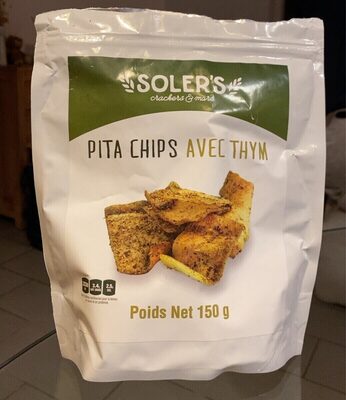 SOLER'S
crackers & more
PITA CHIPS AVEC THYM
Poids Net 150 g